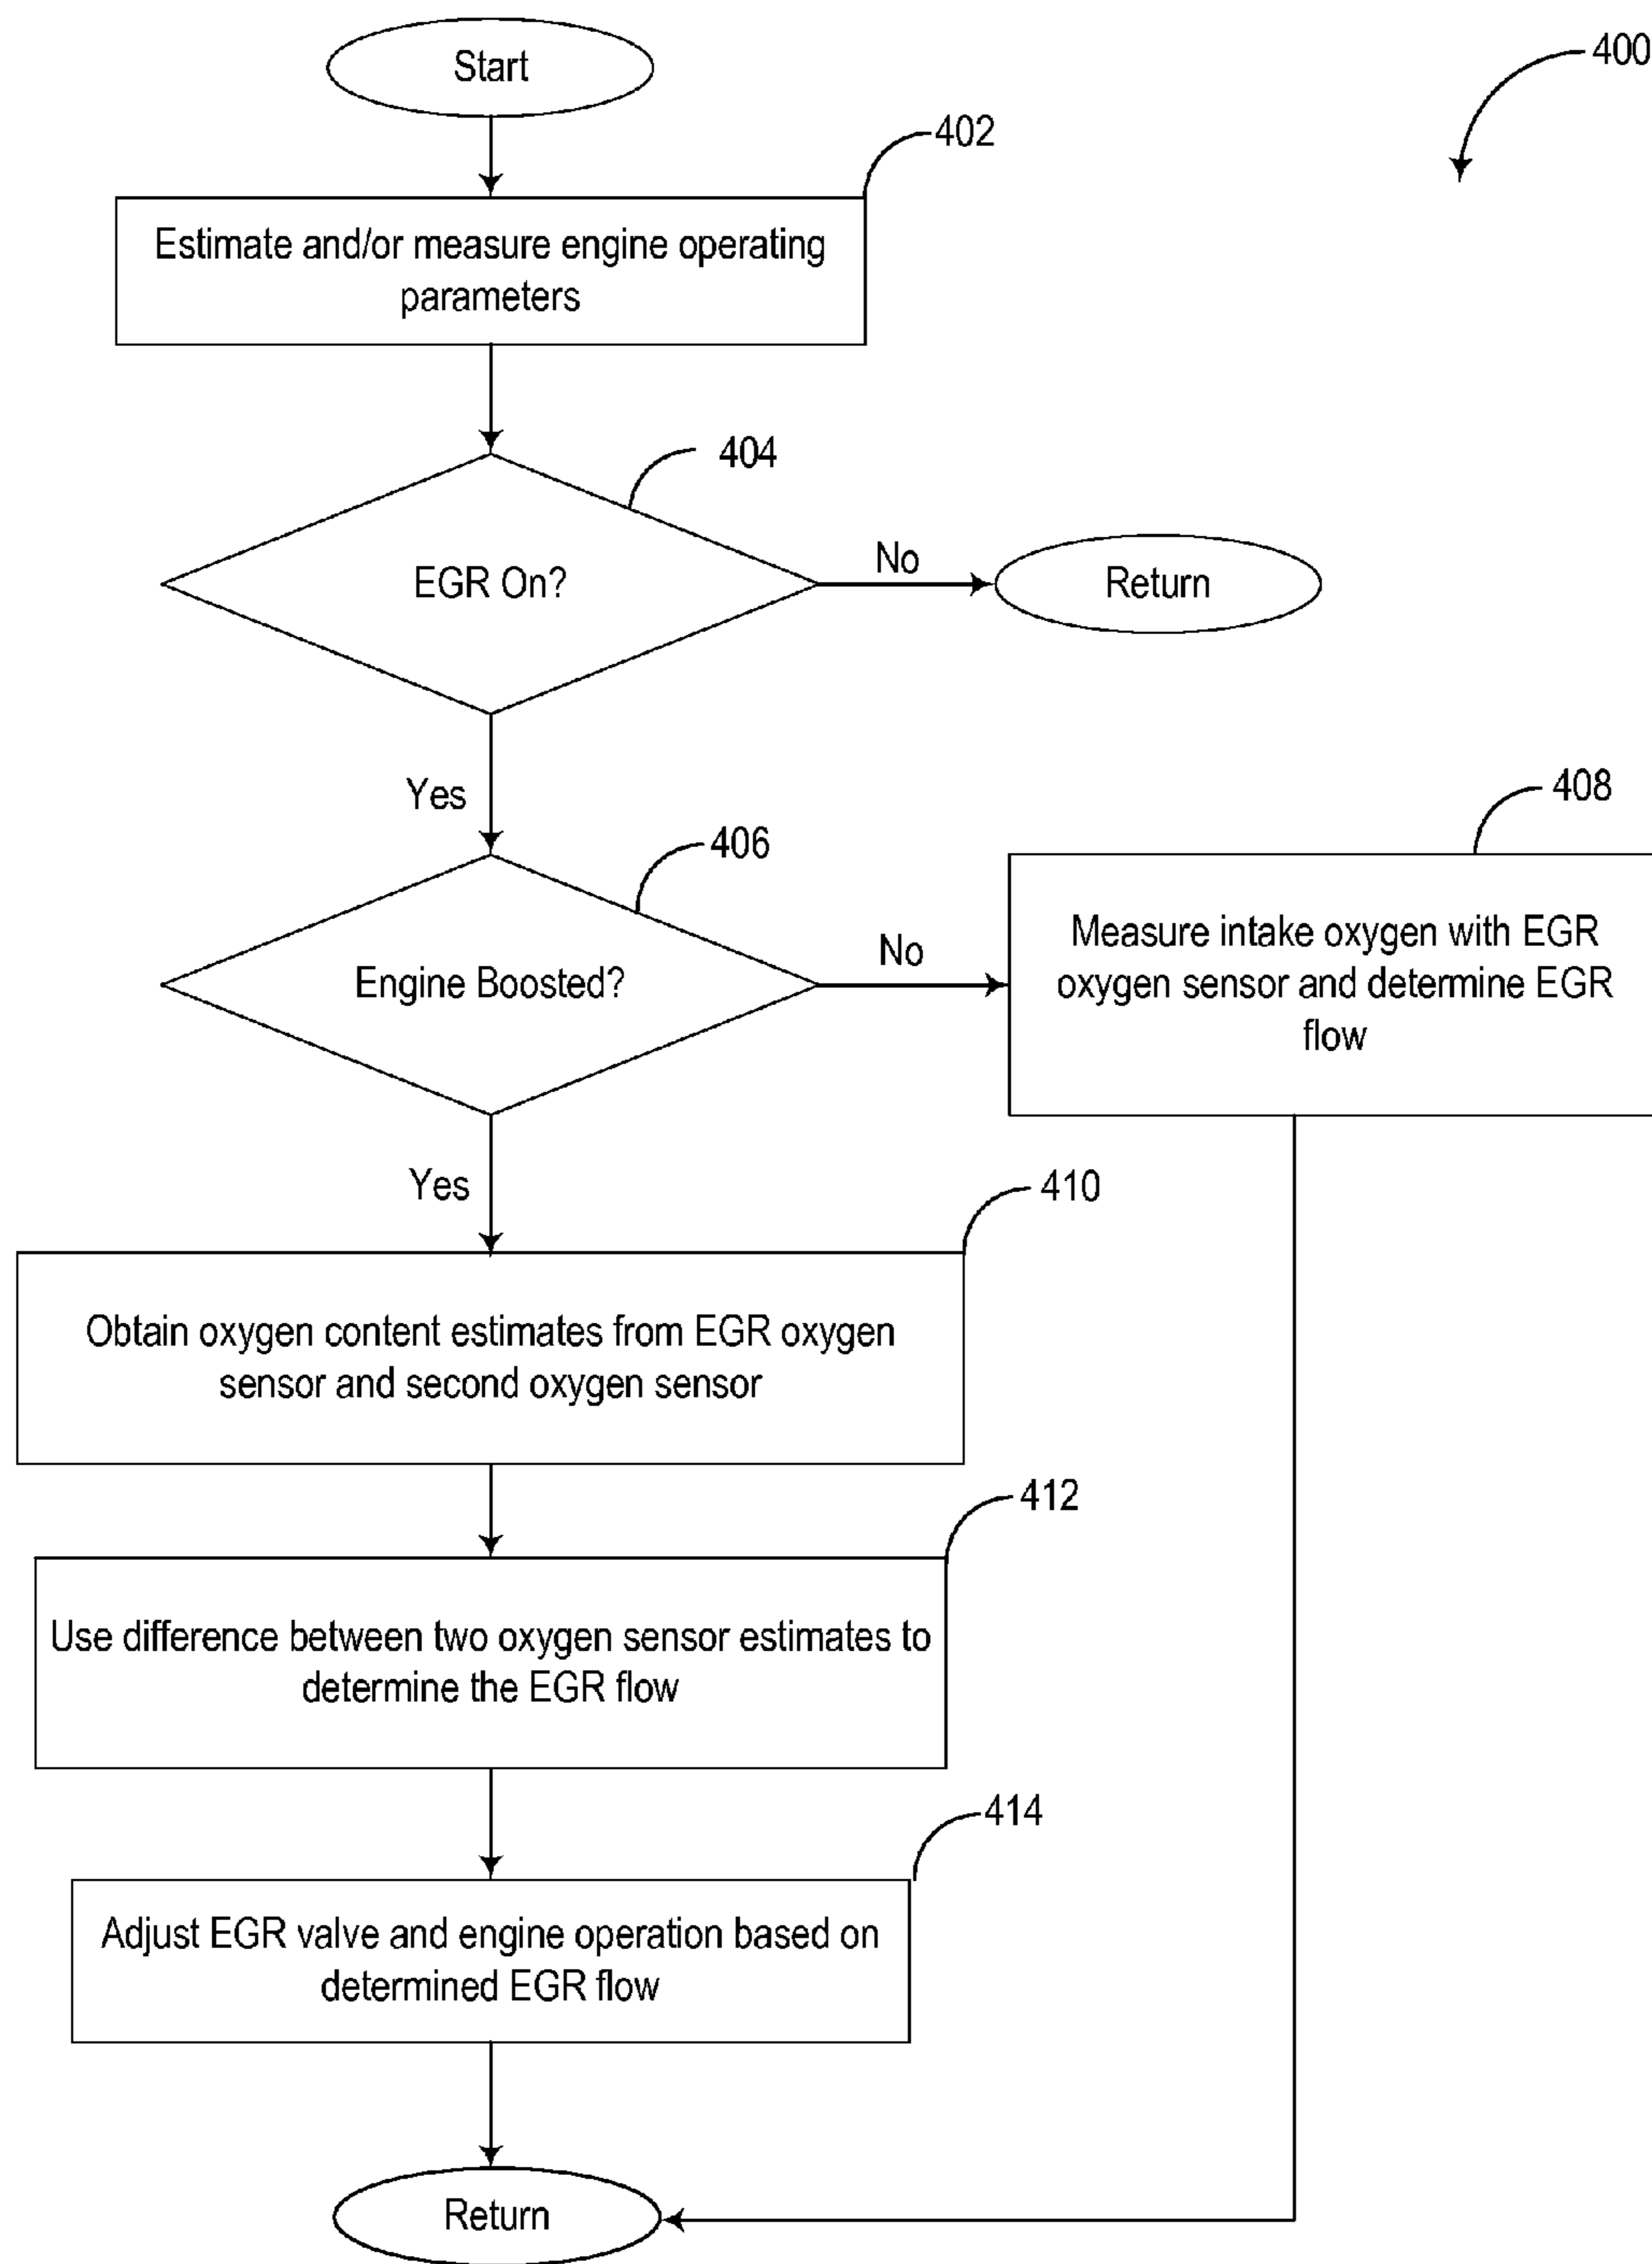 Start
400
402
Estimate and/or measure engine operating
parameters
404
EGR On?
No
Return
Yes
406
408
Engine Boosted?
No
Measure intake oxygen with EGR
oxygen sensor and determine EGR
flow
Yes
410
Obtain oxygen content estimates from EGR oxygen
sensor and second oxygen sensor
412
Use difference between two oxygen sensor estimates to
determine the EGR flow
414
Adjust EGR valve and engine operation based on
determined EGR flow
Return